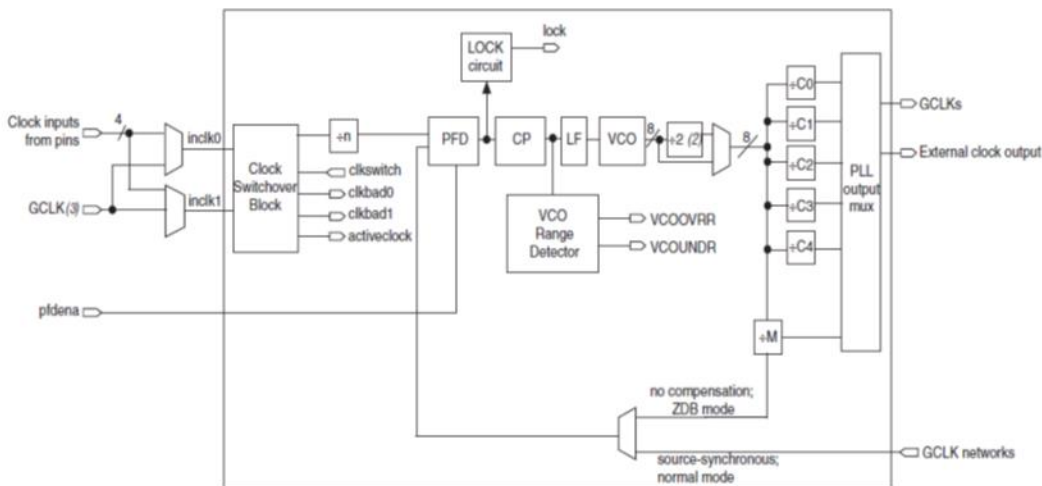 lock
LOCK
circuit
Clock inputs
from pins
4
inclk0
Clock
Switchover
Block
÷n
PFD
CP
LF
VCO
8
÷2 (2)
8
÷C0
÷C1
÷C2
÷C3
÷C4
PLL
output
mux
GCLKs
External clock output
clkswitch
clkbad0
clkbad1
activeclock
GCLK(3)
inclk1
VCO
Range
Detector
VCOOVRR
VCOUNDR
pfdena
÷M
no compensation;
ZDB mode
source-synchronous;
normal mode
GCLK networks